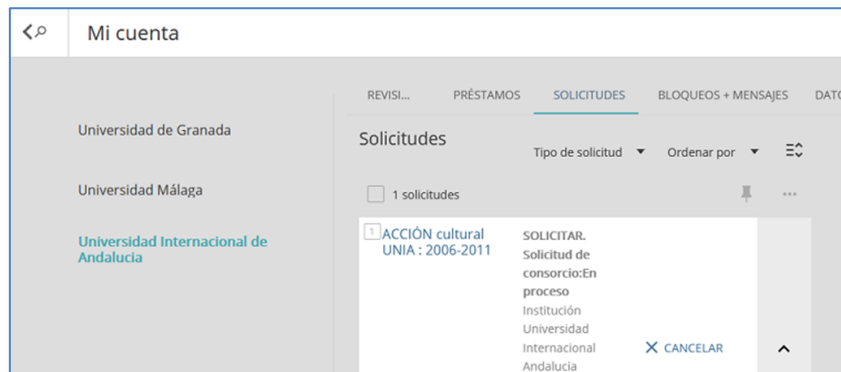 Mi cuenta
REVISI...
PRÉSTAMOS
SOLICITUDES
BLOQUEOS + MENSAJES
DATO
Universidad de Granada
Universidad Málaga
Universidad Internacional de
Andalucia
Solicitudes
Tipo de solicitud
Ordenar por
1 solicitudes
1
ACCIÓN cultural
UNIA : 2006-2011
SOLICITAR.
Solicitud de
consorcio:En
proceso
Institución
Universidad
Internacional
Andalucia
CANCELAR